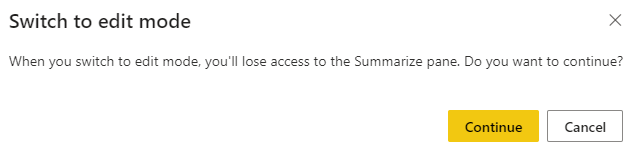 Switch to edit mode
When you switch to edit mode, you'll lose access to the Summarize pane. Do you want to continue?
Continue
Cancel